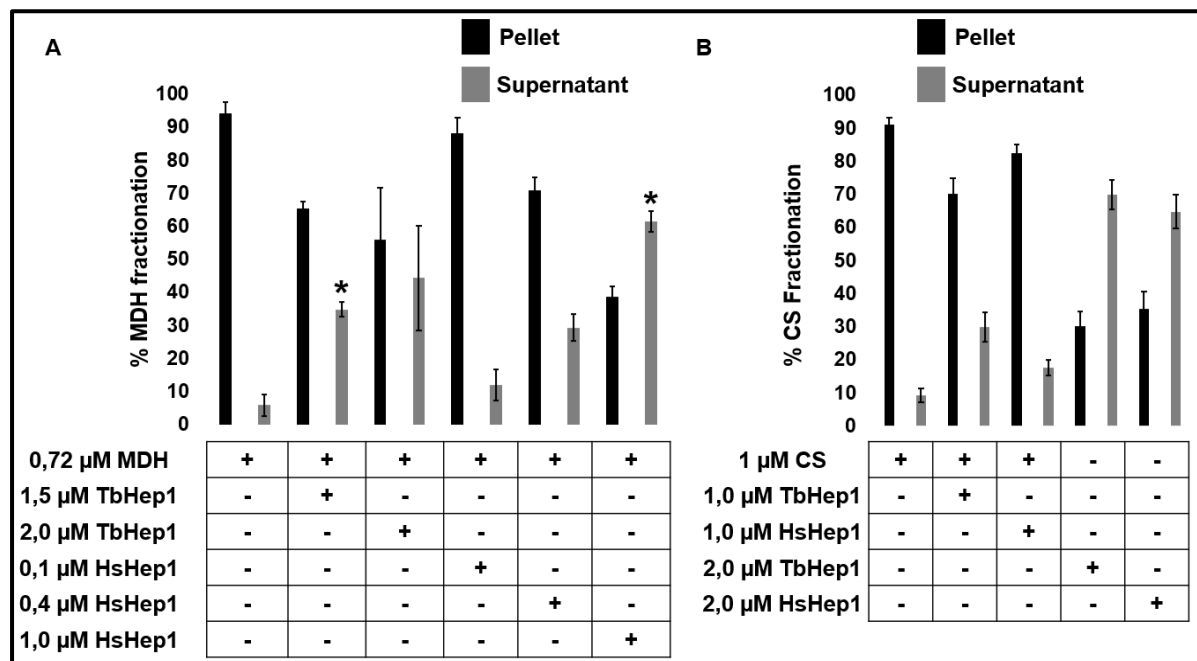 A
Pellet
Supernatant
% MDH fractionation
100
90
80
70
60
50
40
30
20
10
0
*
*
0,72 µM MDH + + + + + +
1,5 µM TbHep1 - + - - - -
2,0 µM TbHep1 - - + - - -
0,1 µM HsHep1 - - - + - -
0,4 µM HsHep1 - - - - + -
1,0 µM HsHep1 - - - - - +
B
Pellet
Supernatant
% CS Fractionation
100
90
80
70
60
50
40
30
20
10
0
1 µM CS + + + - -
1,0 µM TbHep1 - + - - -
1,0 µM HsHep1 - - + - -
2,0 µM TbHep1 - - - + -
2,0 µM HsHep1 - - - - +